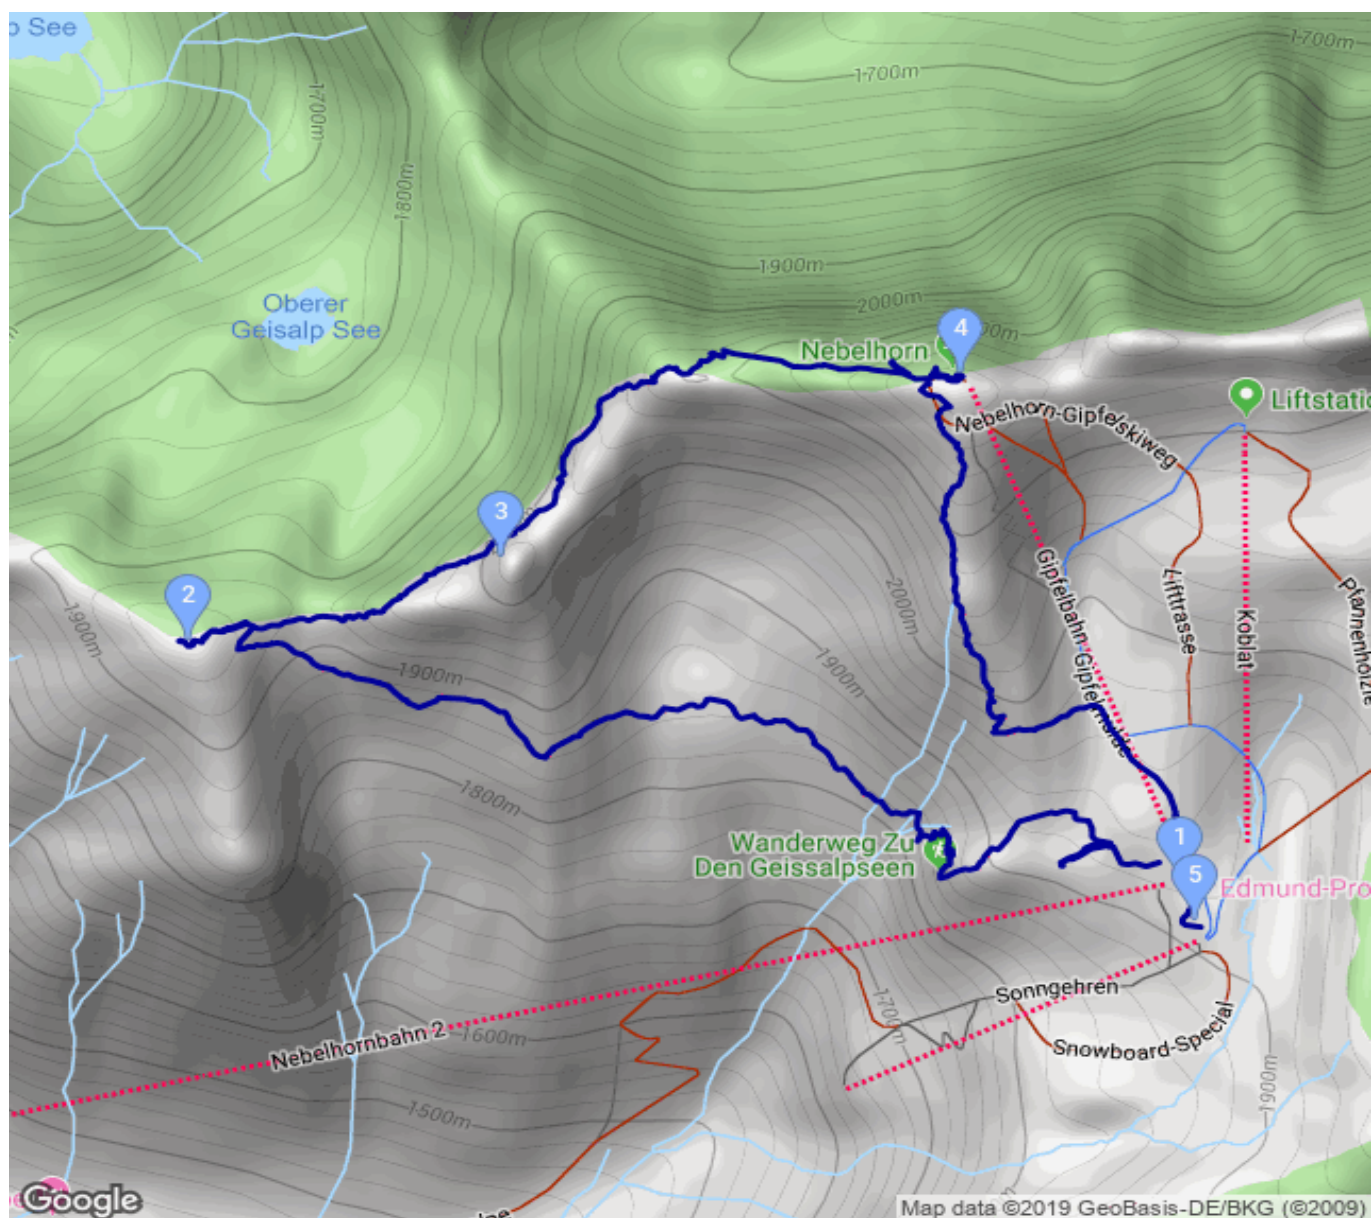 o See
1700m
1700m
1700m
1800m
1900m
Oberer
Geisalp See
2000m
4
Nebelhorn
Liftstatio
Nebelhorn-Gipfelskiweg
3
Gipfelbahn-Gipfelmulde
Lifttrasse
Koblat
Pfannenhölzle
2
2000m
1900m
1900m
1900m
1800m
Wanderweg Zu
Den Geissalpseen
1
5
Edmund-Pro
Sonngehren
1700m
Nebelhornbahn 2
1600m
Snowboard-Special
1900m
1500m
Google
Map data ©2019 GeoBasis-DE/BKG (©2009)